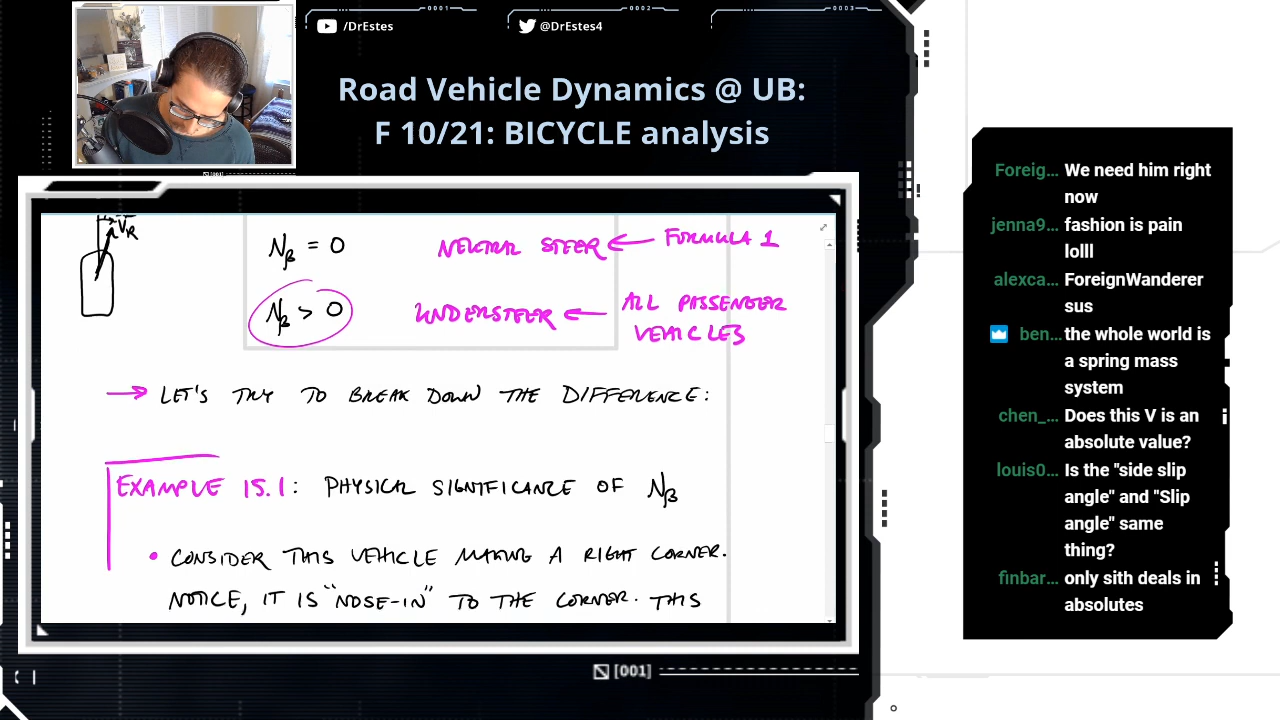 0001
0002
0003
/DrEstes
@DrEstes4
Road Vehicle Dynamics @ UB:
F 10/21: BICYCLE analysis
[001]
VR
Nβ = 0 NEUTRAL STEER ← FORMULA 1
Nβ > 0 UNDERSTEER ← ALL PASSENGER
VEHICLES
→ LET'S TRY TO BREAK DOWN THE DIFFERENCE:
EXAMPLE 15.1: PHYSICAL SIGNIFICANCE OF Nβ
• CONSIDER THIS VEHICLE MAKING A RIGHT CORNER.
NOTICE, IT IS "NOSE-IN" TO THE CORNER. THIS
[001]
Foreig... We need him right
now
jenna9... fashion is pain
lolll
alexca... ForeignWanderer
sus
ben... the whole world is
a spring mass
system
chen_... Does this V is an
absolute value?
louis0... Is the "side slip
angle" and "Slip
angle" same
thing?
finbar... only sith deals in
absolutes